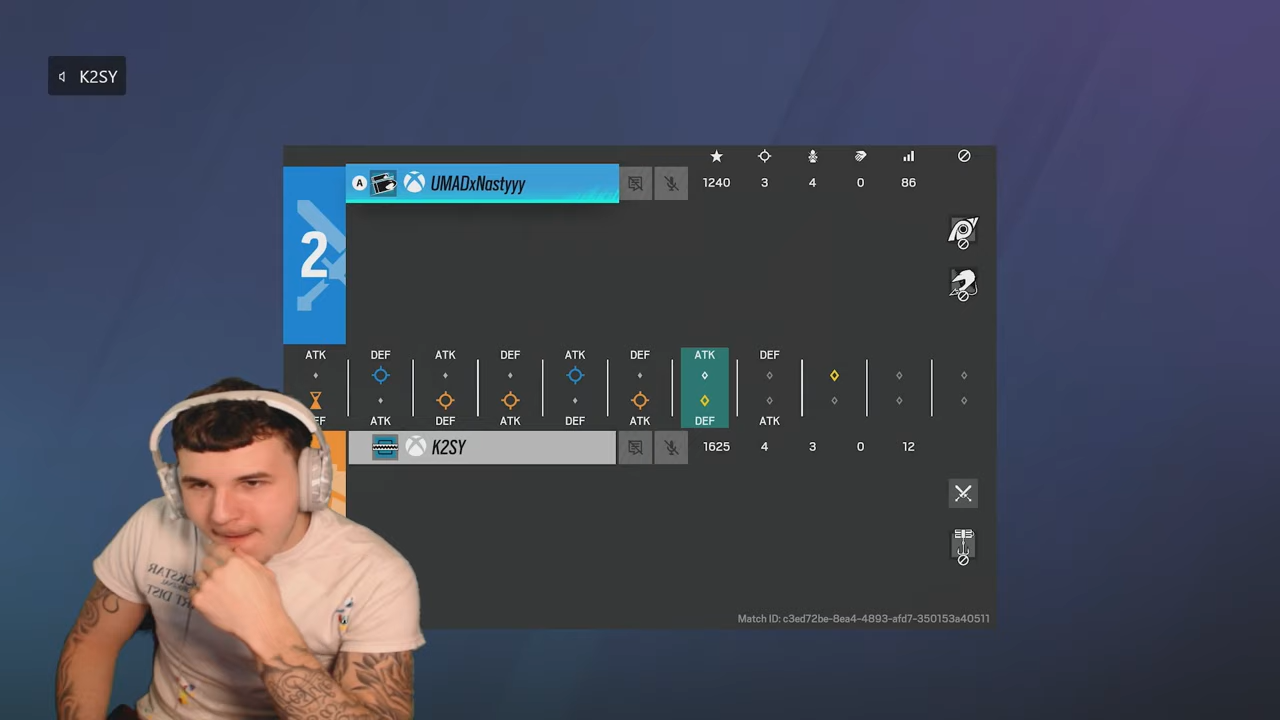 K2SY
A UMADxNastyyy 1240 3 4 0 86
2
ATK DEF ATK DEF ATK DEF ATK DEF
ATK DEF ATK DEF ATK DEF ATK
K2SY 1625 4 3 0 12
Match ID: c3ed72be-8ea4-4893-afd7-350153a40511